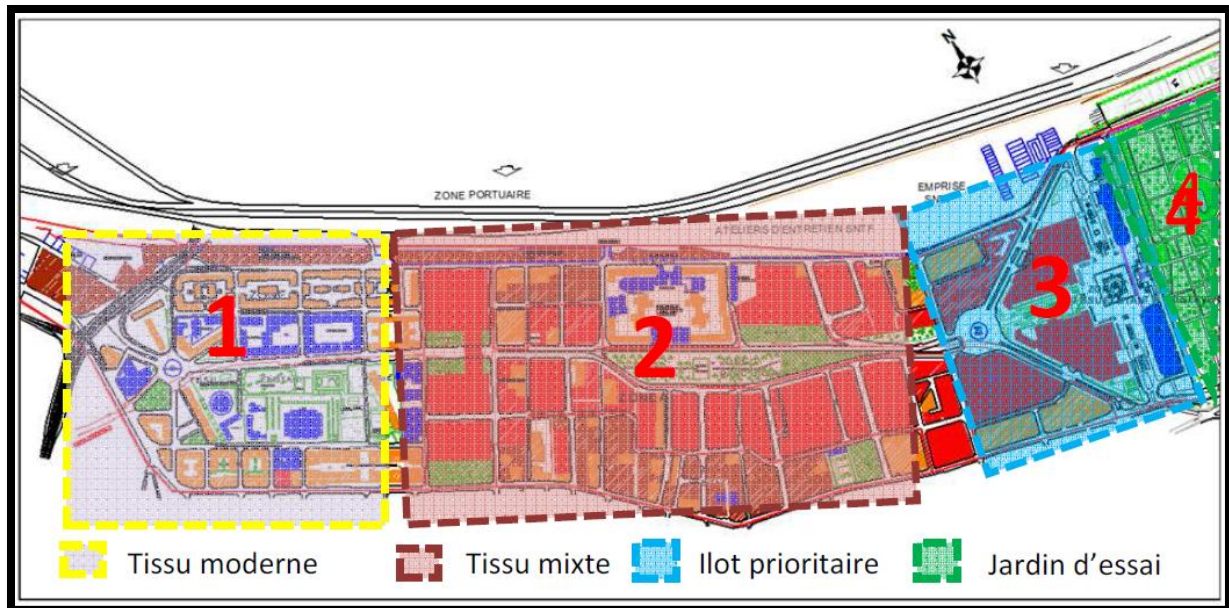 N
ZONE PORTUAIRE
EMPRISE
ATELIERS D'ENTRETIEN SNTF
1
2
3
4
Tissu moderne
Tissu mixte
Ilot prioritaire
Jardin d'essai